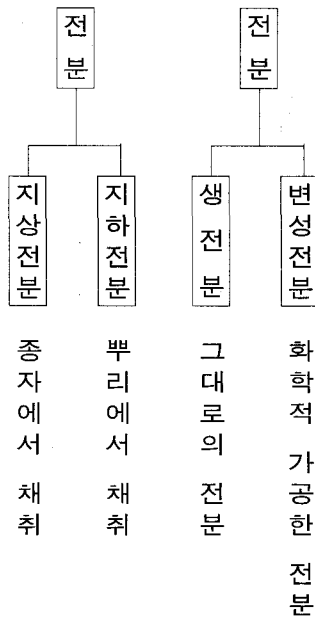 전분
전분
지상전분
지하전분
생전분
변성전분
종자에서 채취
뿌리에서 채취
그대로의 전분
화학적 가공한 전분